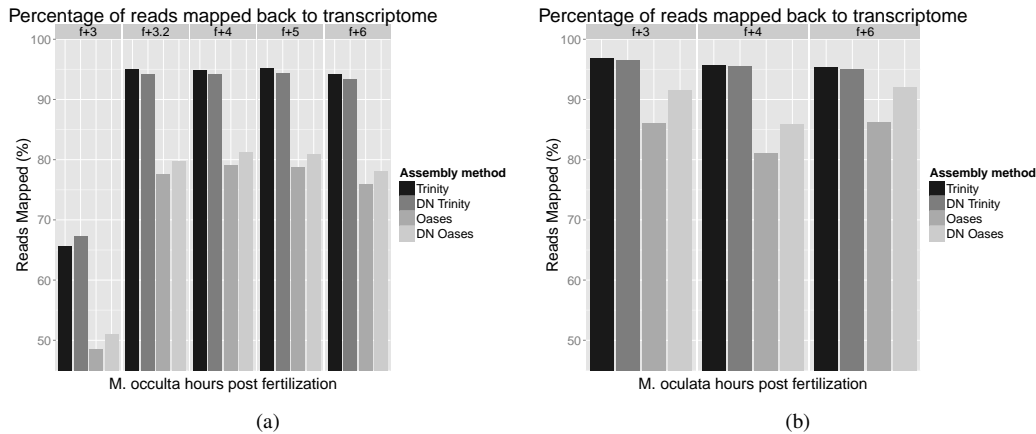 Percentage of reads mapped back to transcriptome
f+3 f+3.2 f+4 f+5 f+6
100
90
80
70
60
50
Reads Mapped (%)
M. occulta hours post fertilization
Assembly method
Trinity
DN Trinity
Oases
DN Oases
(a)
Percentage of reads mapped back to transcriptome
f+3 f+4 f+6
100
90
80
70
60
50
Reads Mapped (%)
M. oculata hours post fertilization
Assembly method
Trinity
DN Trinity
Oases
DN Oases
(b)